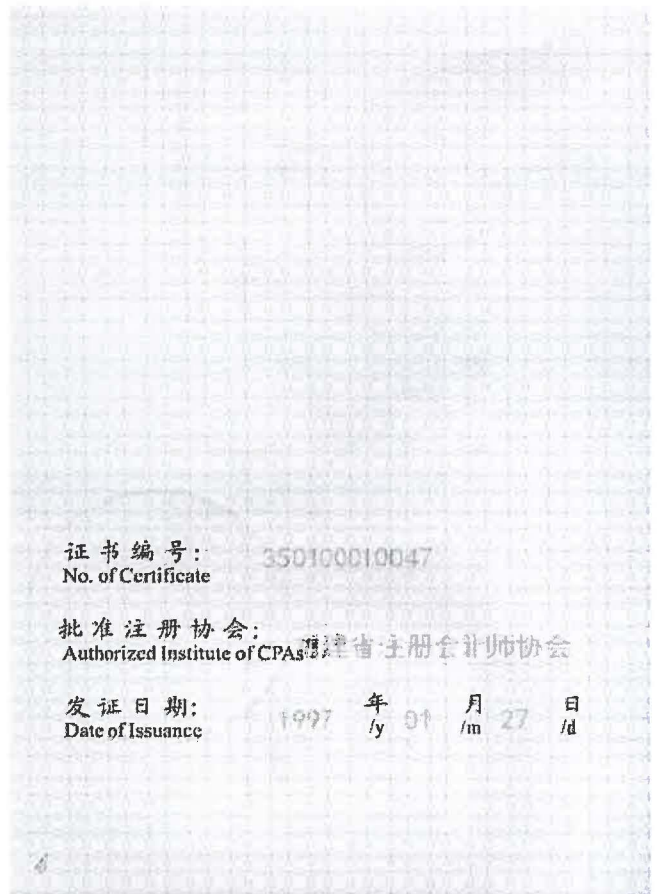 证书编号: 350100010047
No. of Certificate
批准注册协会: 福建省注册会计师协会
Authorized Institute of CPAs
发证日期: 1997 年 01 月 27 日
Date of Issuance /y /m /d